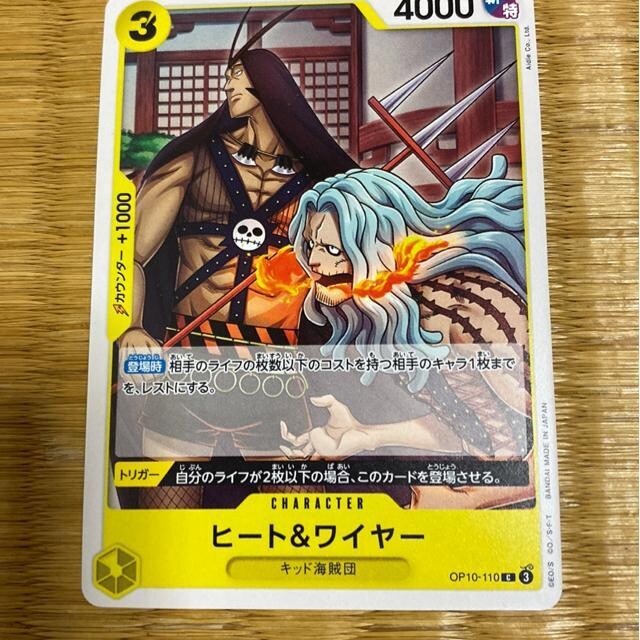 3
4000
特
Aidle Co., Ltd.
カウンター +1000
登場時 相手のライフの枚数以下のコストを持つ相手のキャラ1枚まで
を、レストにする。
トリガー 自分のライフが2枚以下の場合、このカードを登場させる。
CHARACTER
ヒート&ワイヤー
キッド海賊団
OP10-110 C 3
©E.O/S ©O/S・F・T BANDAI MADE IN JAPAN